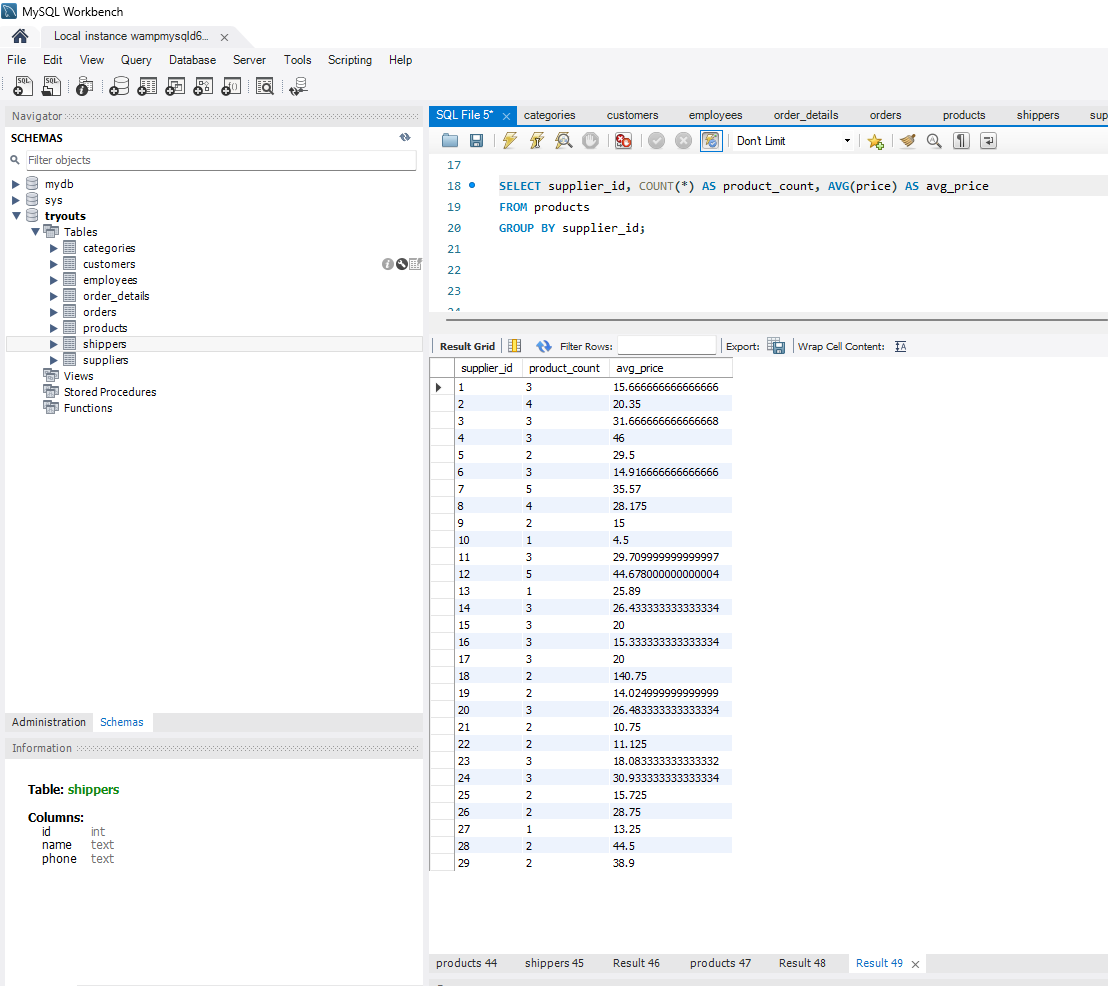 MySQL Workbench
Local instance wampmysqld6...
File Edit View Query Database Server Tools Scripting Help
Navigator
SCHEMAS
Filter objects
mydb
sys
tryouts
Tables
categories
customers
employees
order_details
orders
products
shippers
suppliers
Views
Stored Procedures
Functions
Administration Schemas
Information
Table: shippers
Columns:
id int
name text
phone text
SQL File 5* categories customers employees order_details orders products shippers sup
Don't Limit
17
18 SELECT supplier_id, COUNT(*) AS product_count, AVG(price) AS avg_price
19 FROM products
20 GROUP BY supplier_id;
21
22
23
24
Result Grid Filter Rows: Export: Wrap Cell Content:
supplier_id product_count avg_price
1 3 15.666666666666666
2 4 20.35
3 3 31.666666666666668
4 3 46
5 2 29.5
6 3 14.916666666666666
7 5 35.57
8 4 28.175
9 2 15
10 1 4.5
11 3 29.709999999999997
12 5 44.678000000000004
13 1 25.89
14 3 26.433333333333334
15 3 20
16 3 15.333333333333334
17 3 20
18 2 140.75
19 2 14.024999999999999
20 3 26.483333333333334
21 2 10.75
22 2 11.125
23 3 18.083333333333332
24 3 30.933333333333334
25 2 15.725
26 2 28.75
27 1 13.25
28 2 44.5
29 2 38.9
products 44 shippers 45 Result 46 products 47 Result 48 Result 49